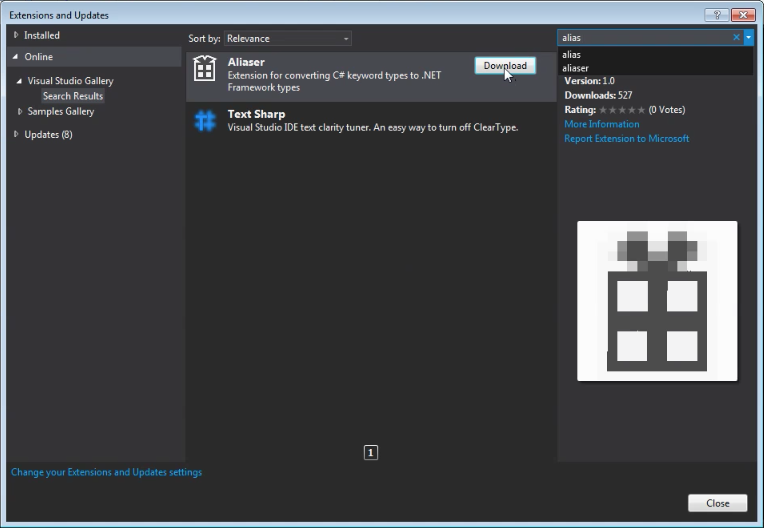 Extensions and Updates
Installed
Online
Visual Studio Gallery
Search Results
Samples Gallery
Updates (8)
Sort by: Relevance
Aliaser
Extension for converting C# keyword types to .NET
Framework types
Download
Text Sharp
Visual Studio IDE text clarity tuner. An easy way to turn off ClearType.
1
alias
alias
aliaser
Version: 1.0
Downloads: 527
Rating: (0 Votes)
More Information
Report Extension to Microsoft
Change your Extensions and Updates settings
Close